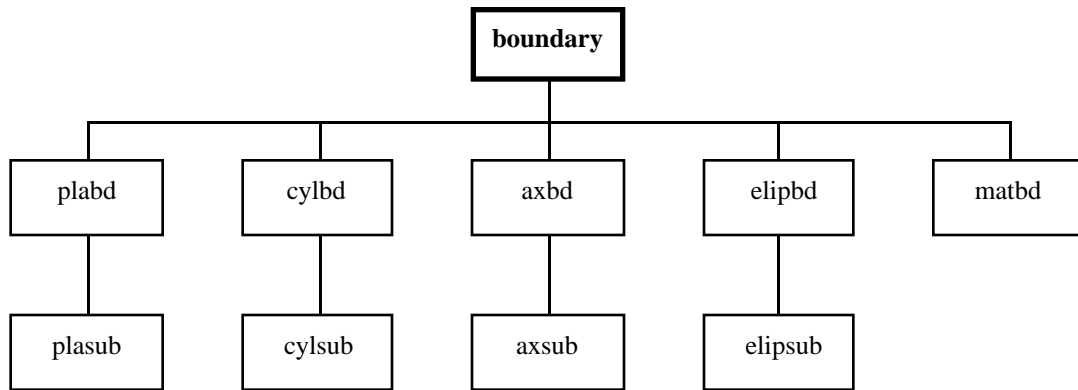 boundary
plabd
cylbd
axbd
elipbd
matbd
plasub
cylsub
axsub
elipsub